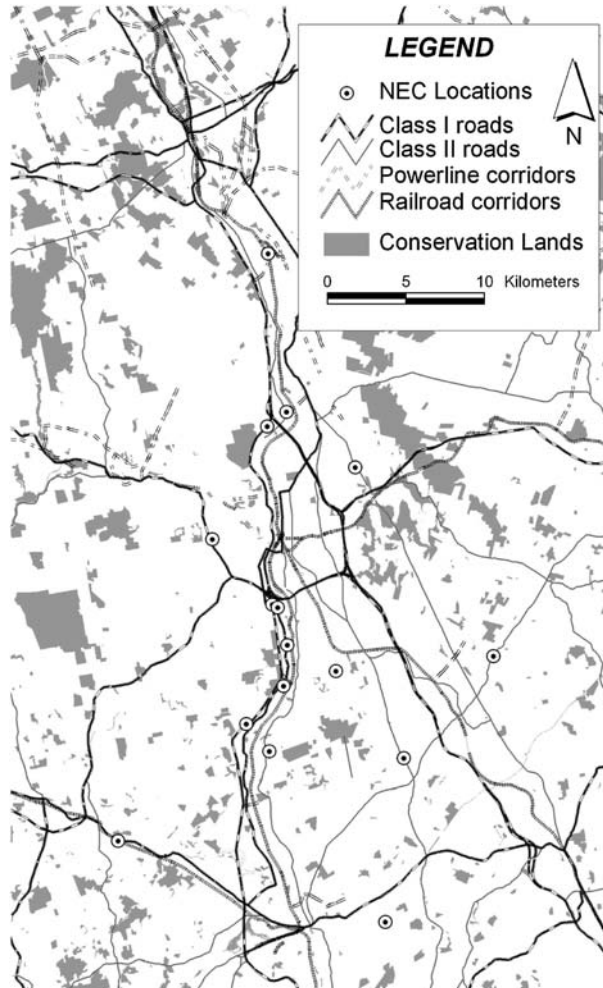 LEGEND
NEC Locations
Class I roads
Class II roads
Powerline corridors
Railroad corridors
N
Conservation Lands
0 5 10 Kilometers